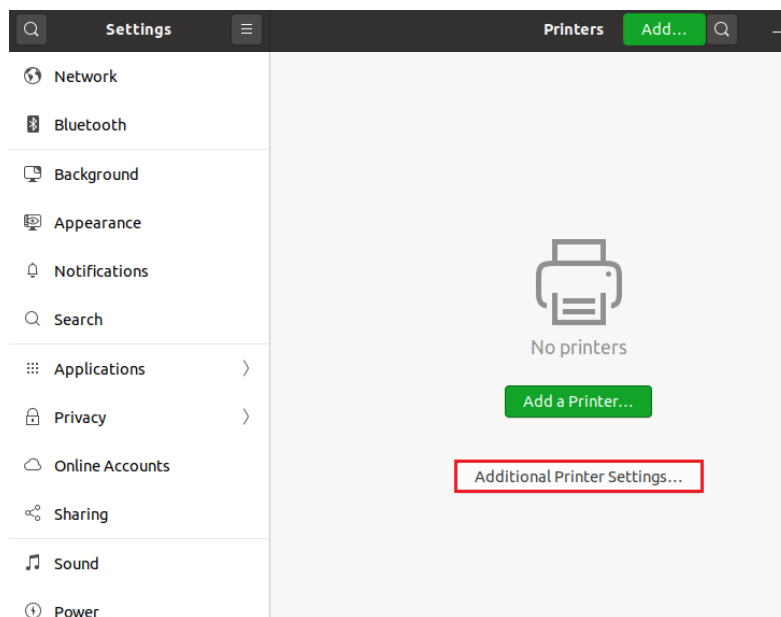 Settings
Printers
Add...
Network
Bluetooth
Background
Appearance
Notifications
Search
Applications
Privacy
Online Accounts
Sharing
Sound
Power
No printers
Add a Printer...
Additional Printer Settings...